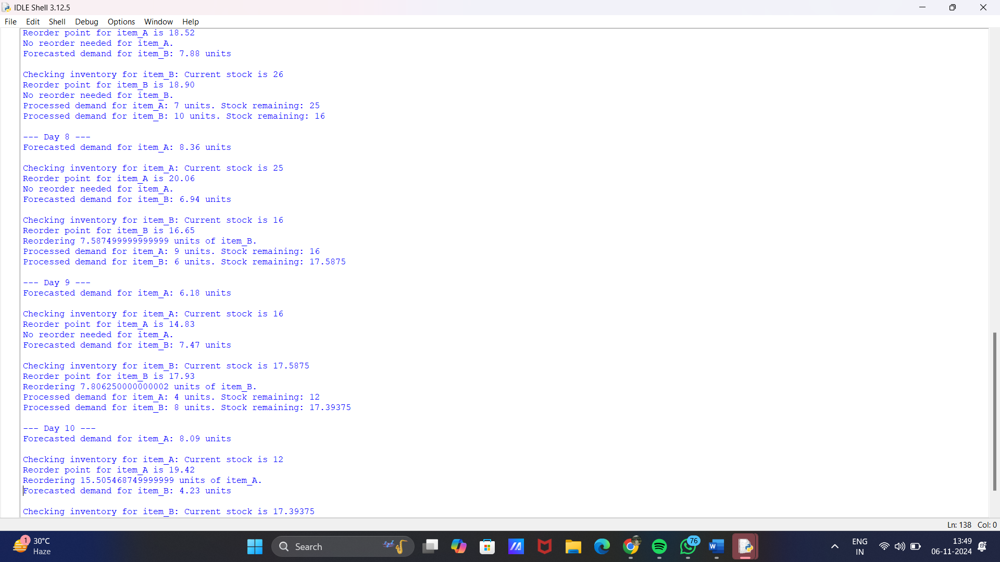 IDLE Shell 3.12.5
File Edit Shell Debug Options Window Help
Reorder point for item_A is 18.52
No reorder needed for item_A.
Forecasted demand for item_B: 7.88 units
Checking inventory for item_B: Current stock is 26
Reorder point for item_B is 18.90
No reorder needed for item_B.
Processed demand for item_A: 7 units. Stock remaining: 25
Processed demand for item_B: 10 units. Stock remaining: 16
--- Day 8 ---
Forecasted demand for item_A: 8.36 units
Checking inventory for item_A: Current stock is 25
Reorder point for item_A is 20.06
No reorder needed for item_A.
Forecasted demand for item_B: 6.94 units
Checking inventory for item_B: Current stock is 16
Reorder point for item_B is 16.65
Reordering 7.587499999999999 units of item_B.
Processed demand for item_A: 9 units. Stock remaining: 16
Processed demand for item_B: 6 units. Stock remaining: 17.5875
--- Day 9 ---
Forecasted demand for item_A: 6.18 units
Checking inventory for item_A: Current stock is 16
Reorder point for item_A is 14.83
No reorder needed for item_A.
Forecasted demand for item_B: 7.47 units
Checking inventory for item_B: Current stock is 17.5875
Reorder point for item_B is 17.93
Reordering 7.806250000000002 units of item_B.
Processed demand for item_A: 4 units. Stock remaining: 12
Processed demand for item_B: 8 units. Stock remaining: 17.39375
--- Day 10 ---
Forecasted demand for item_A: 8.09 units
Checking inventory for item_A: Current stock is 12
Reorder point for item_A is 19.42
Reordering 15.505468749999999 units of item_A.
Forecasted demand for item_B: 4.23 units
Checking inventory for item_B: Current stock is 17.39375
Ln: 138 Col: 0
1
30°C
Haze
Search
76
W
ENG
IN
13:49
06-11-2024